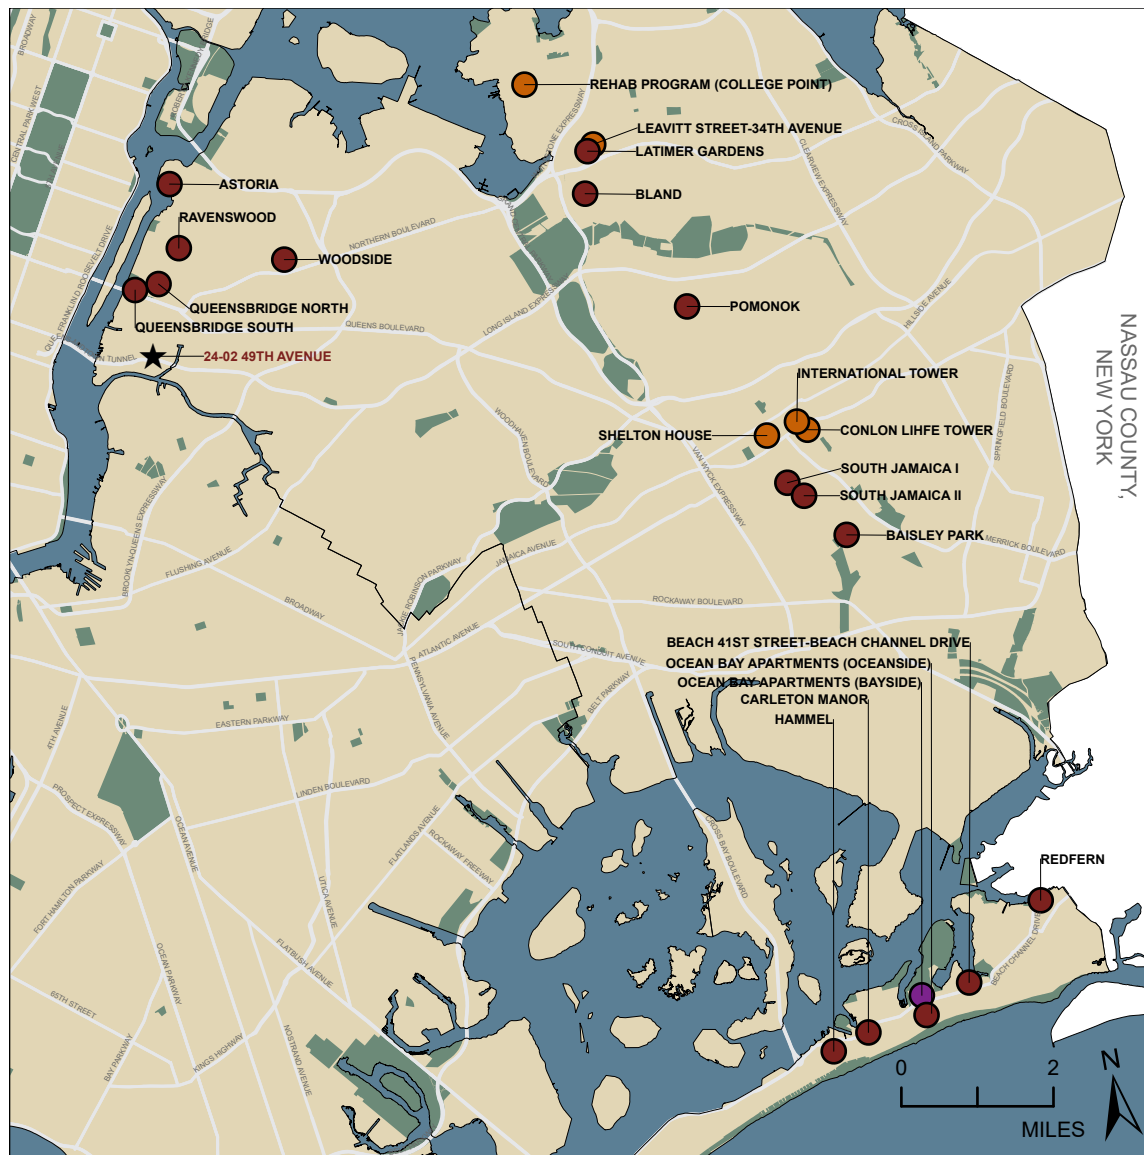 BROADWAY
CENTRAL PARK WEST
REHAB PROGRAM (COLLEGE POINT)
LEAVITT STREET-34TH AVENUE
LATIMER GARDENS
CROSS ISLAND PARKWAY
CLEARVIEW EXPRESSWAY
ASTORIA
BLAND
RAVENSWOOD
NORTHERN BOULEVARD
WOODSIDE
QUEENSBRIDGE NORTH
QUEENSBRIDGE SOUTH
POMONOK
LONG ISLAND EXPRESSWAY
HILLSIDE AVENUE
QUEENS BOULEVARD
TUNNEL
24-02 49TH AVENUE
NASSAU COUNTY,
NEW YORK
INTERNATIONAL TOWER
SHELTON HOUSE
CONLON LIHFE TOWER
SPRINGFIELD BOULEVARD
WOODHAVEN BOULEVARD
VAN WYCK EXPRESSWAY
SOUTH JAMAICA I
SOUTH JAMAICA II
BAISLEY PARK
MERRICK BOULEVARD
BROOKLYN-QUEENS EXPRESSWAY
FLUSHING AVENUE
JAMAICA AVENUE
JACKIE ROBINSON PARKWAY
BROADWAY
ROCKAWAY BOULEVARD
ATLANTIC AVENUE
SOUTH CONDUIT AVENUE
BEACH 41ST STREET-BEACH CHANNEL DRIVE
OCEAN BAY APARTMENTS (OCEANSIDE)
OCEAN BAY APARTMENTS (BAYSIDE)
CARLETON MANOR
HAMMEL
PENNSYLVANIA AVENUE
BELT PARKWAY
4TH AVENUE
EASTERN PARKWAY
LINDEN BOULEVARD
PROSPECT EXPRESSWAY
OCEAN AVENUE
FLATLANDS AVENUE
ROCKAWAY FREEWAY
CROSS BAY BOULEVARD
FORT HAMILTON PARKWAY
UTICA AVENUE
REDFERN
BEACH CHANNEL DRIVE
FLATBUSH AVENUE
OCEAN PARKWAY
65TH STREET
BAY PARKWAY
KINGS HIGHWAY
NOSTRAND AVENUE
0 2
MILES
N